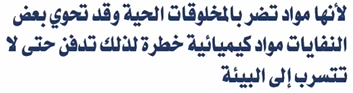 لأنها مواد تضر بالمخلوقات الحية وقد تحوي بعض
النفايات مواد كيميائية خطرة لذلك تدفن حتى لا
تتسرب إلى البيئة